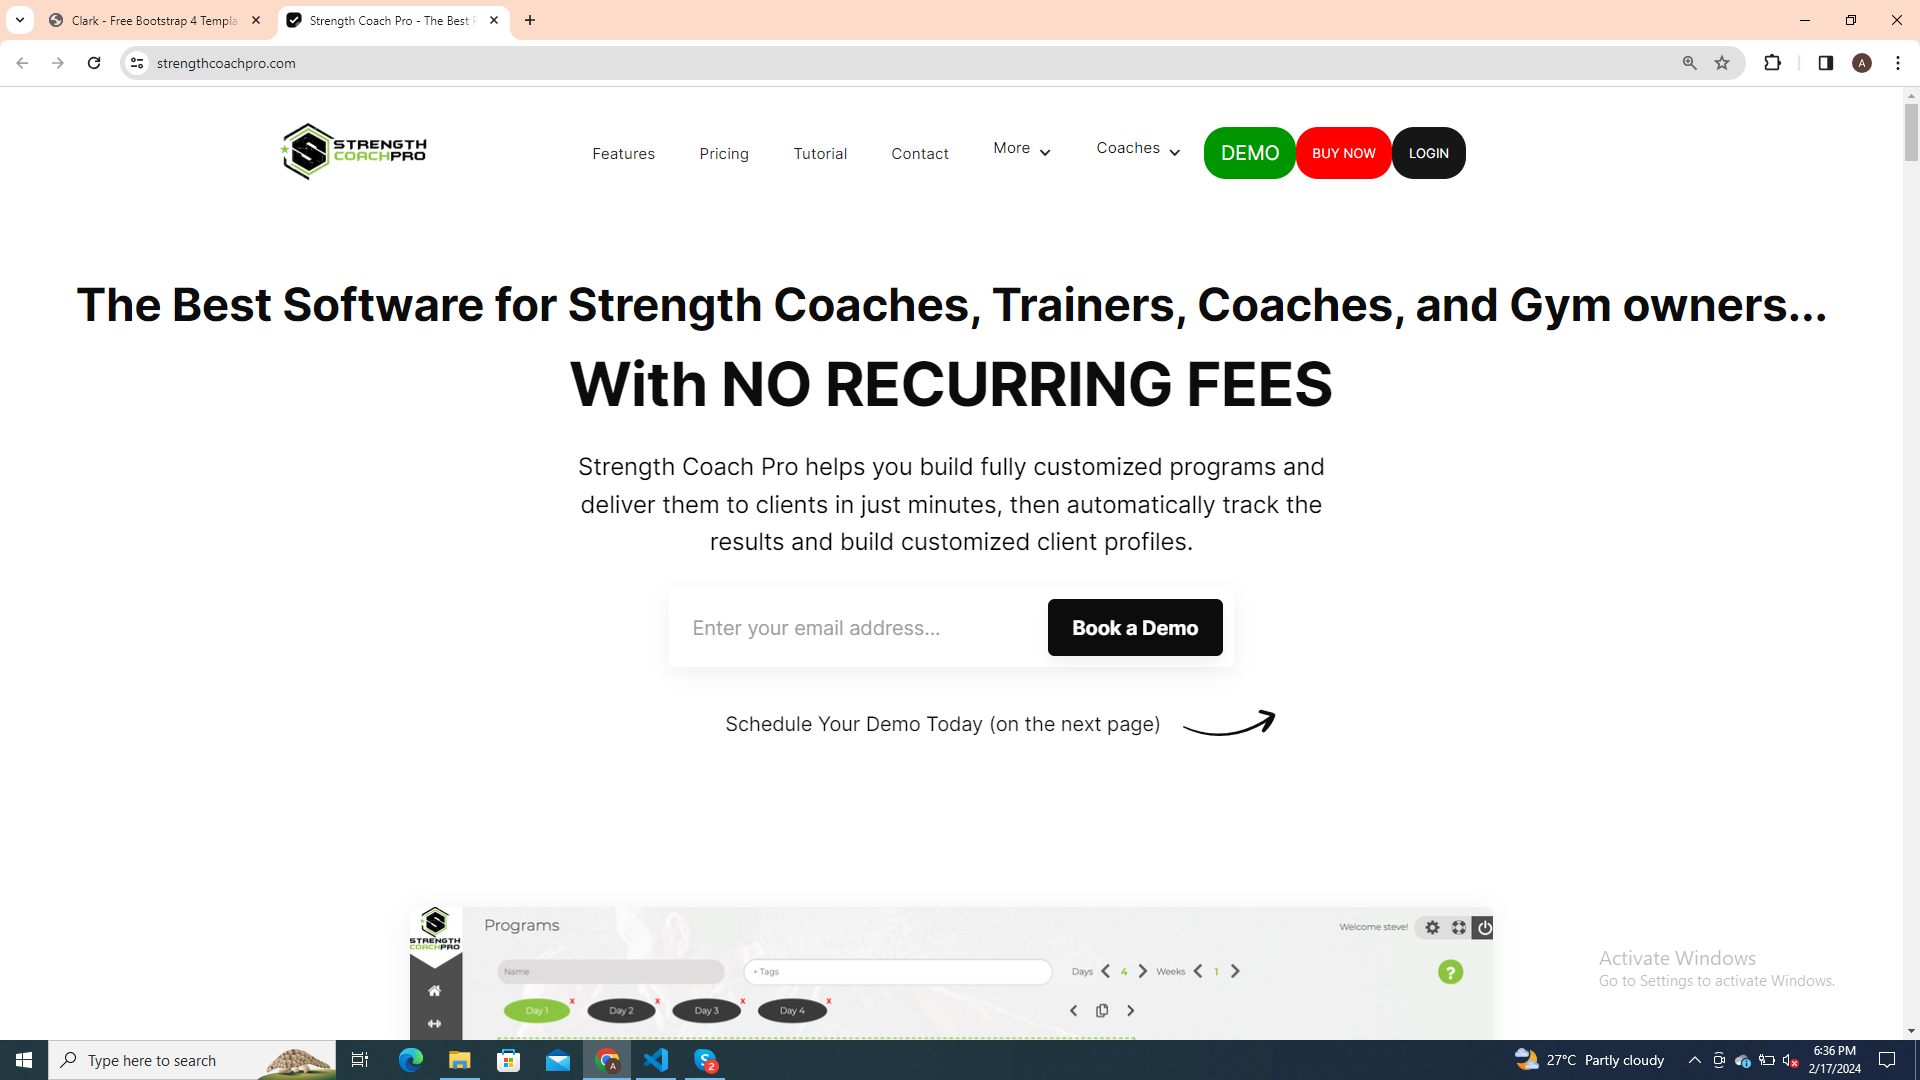 Clark - Free Bootstrap 4 Templa
Strength Coach Pro - The Best P
strengthcoachpro.com
A
STRENGTH
COACHPRO
Features
Pricing
Tutorial
Contact
More
Coaches
DEMO
BUY NOW
LOGIN
The Best Software for Strength Coaches, Trainers, Coaches, and Gym owners...
With NO RECURRING FEES
Strength Coach Pro helps you build fully customized programs and
deliver them to clients in just minutes, then automatically track the
results and build customized client profiles.
Enter your email address...
Book a Demo
Schedule Your Demo Today (on the next page)
STRENGTH
COACHPRO
Programs
Welcome steve!
Name
+ Tags
Days
4
Weeks
1
?
Day 1
x
Day 2
x
Day 3
x
Day 4
x
Activate Windows
Go to Settings to activate Windows.
Type here to search
A
S
2
27°C Partly cloudy
6:36 PM
2/17/2024